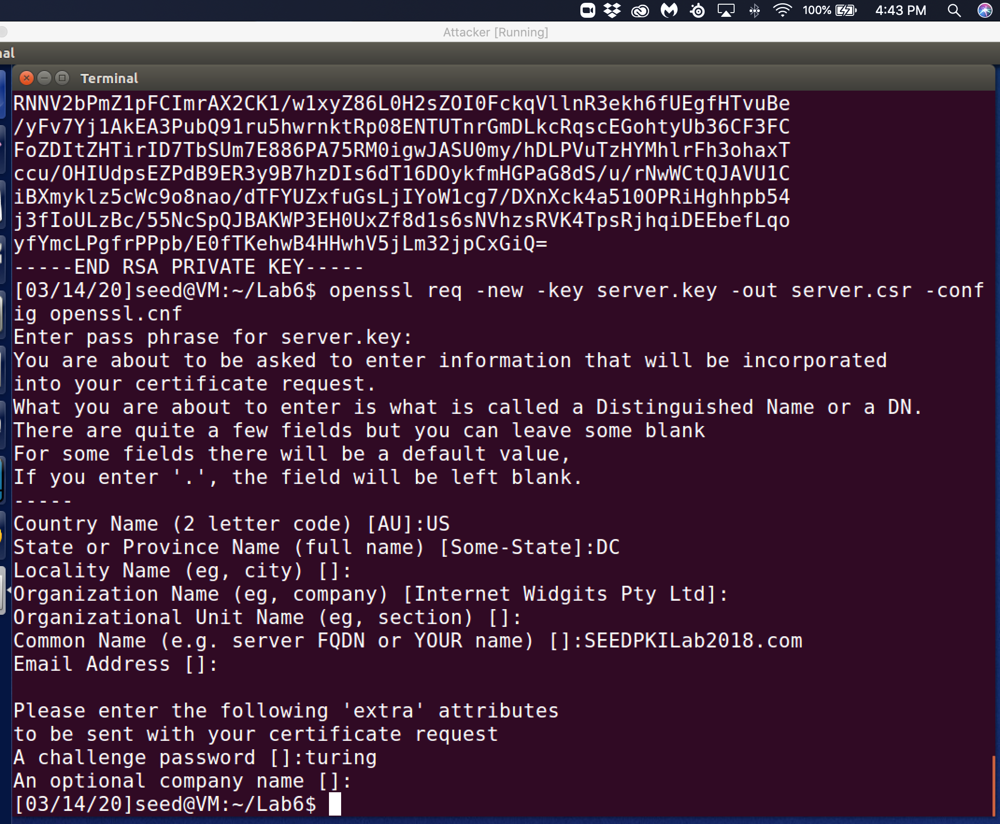 100% 4:43 PM
Attacker [Running]
nal
Terminal
RNNV2bPmZ1pFCImrAX2CK1/w1xyZ86L0H2sZOI0FckqVllnR3ekh6fUEgfHTvuBe
/yFv7Yj1AkEA3PubQ91ru5hwrnktRp08ENTUTnrGmDLkcRqscEGohtyUb36CF3FC
FoZDItZHTirID7TbSUm7E886PA75RM0igwJASU0my/hDLPVuTzHYMhlrFh3ohaxT
ccu/OHIUdpsEZPdB9ER3y9B7hzDIs6dT16DOykfmHGPaG8dS/u/rNwWCtQJAVU1C
iBXmyklz5cWc9o8nao/dTFYUZxfuGsLjIYoW1cg7/DXnXck4a510OPRiHghhpb54
j3fIoULzBc/55NcSpQJBAKWP3EH0UxZf8d1s6sNVhzsRVK4TpsRjhqiDEEbefLqo
yfYmcLPgfrPPpb/E0fTKehwB4HHwhV5jLm32jpCxGiQ=
-----END RSA PRIVATE KEY-----
[03/14/20]seed@VM:~/Lab6$ openssl req -new -key server.key -out server.csr -conf
ig openssl.cnf
Enter pass phrase for server.key:
You are about to be asked to enter information that will be incorporated
into your certificate request.
What you are about to enter is what is called a Distinguished Name or a DN.
There are quite a few fields but you can leave some blank
For some fields there will be a default value,
If you enter '.', the field will be left blank.
-----
Country Name (2 letter code) [AU]:US
State or Province Name (full name) [Some-State]:DC
Locality Name (eg, city) []:
Organization Name (eg, company) [Internet Widgits Pty Ltd]:
Organizational Unit Name (eg, section) []:
Common Name (e.g. server FQDN or YOUR name) []:SEEDPKILab2018.com
Email Address []:
Please enter the following 'extra' attributes
to be sent with your certificate request
A challenge password []:turing
An optional company name []:
[03/14/20]seed@VM:~/Lab6$